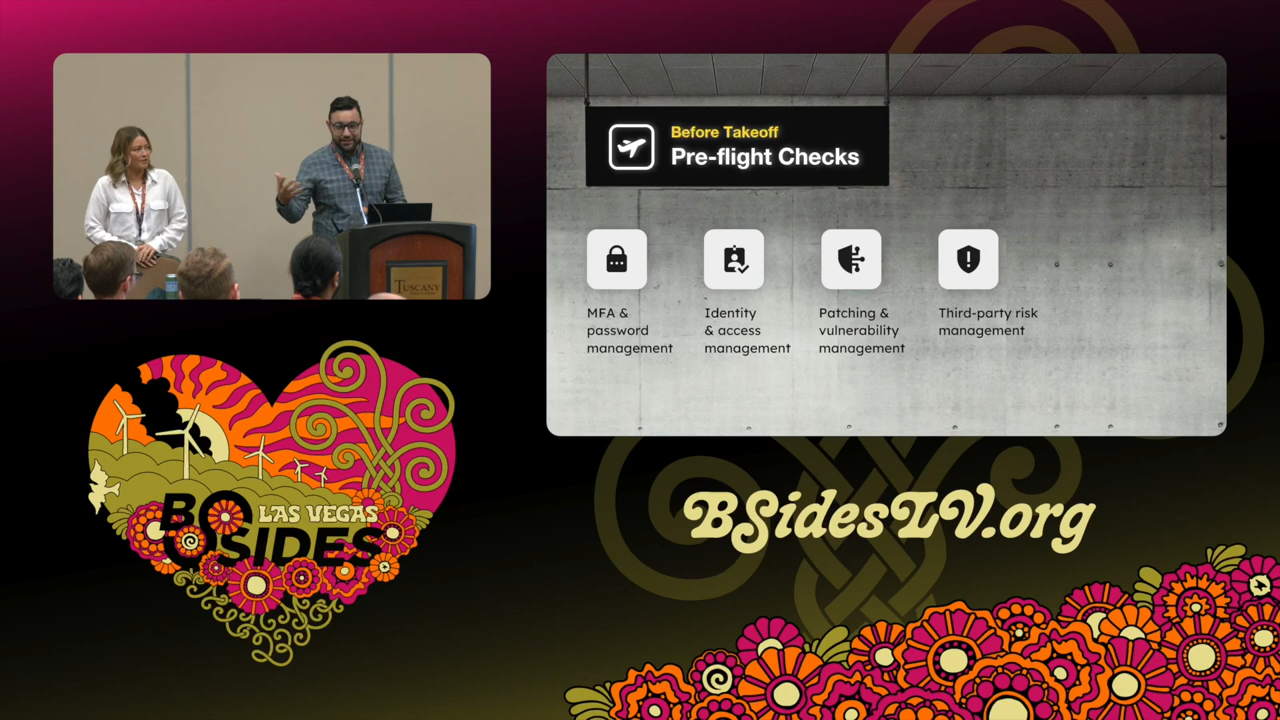 TUSCANY
Before Takeoff
Pre-flight Checks
MFA &
password
management
Identity
& access
management
Patching &
vulnerability
management
Third-party risk
management
LAS VEGAS
BSIDES
BSidesLV.org